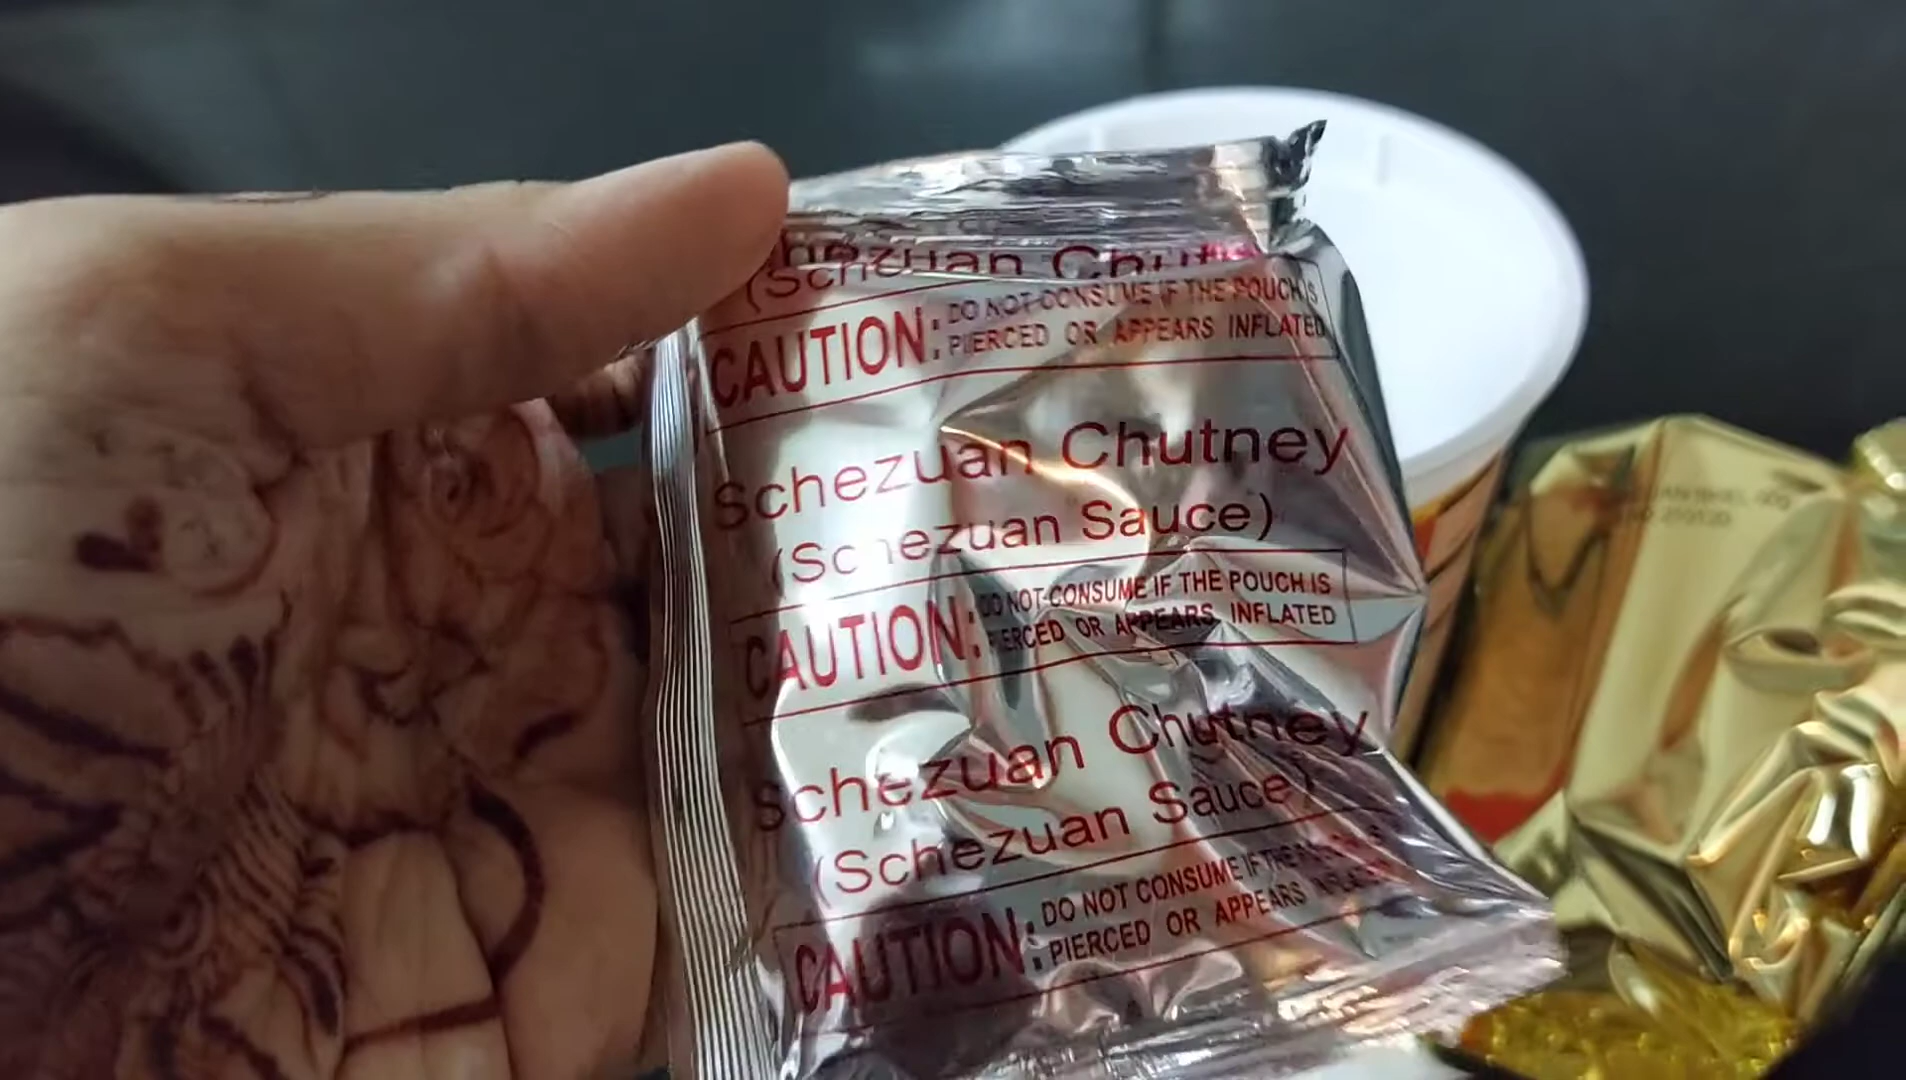 Schezuan Chutney
(Schezuan
CAUTION: DO NOT CONSUME IF THE POUCH IS
PIERCED OR APPEARS INFLATED
Schezuan Chutney
(Schezuan Sauce)
CAUTION: DO NOT CONSUME IF THE POUCH IS
PIERCED OR APPEARS INFLATED
Schezuan Chutney
(Schezuan Sauce)
CAUTION: DO NOT CONSUME IF THE
PIERCED OR APPEARS INFLATED